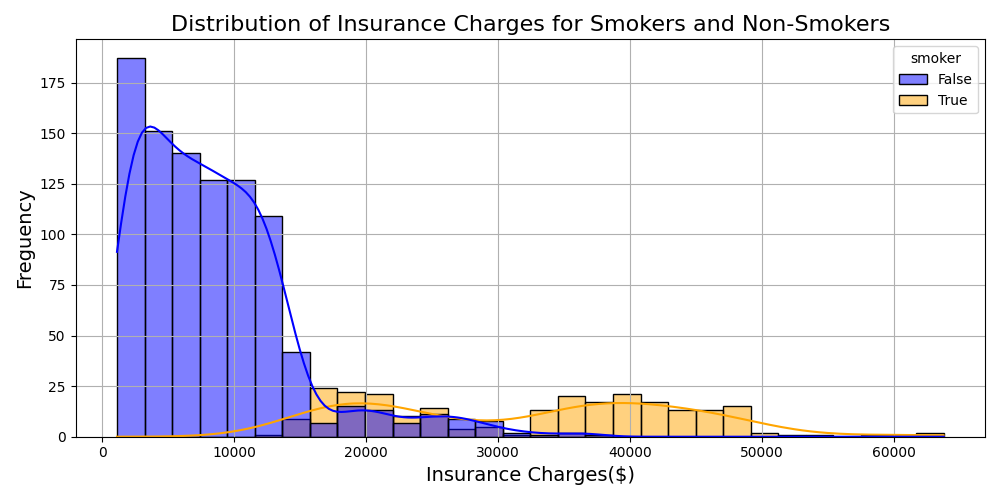 Distribution of Insurance Charges for Smokers and Non-Smokers
smoker
False
True
Freguency
175
150
125
100
75
50
25
0
0 10000 20000 30000 40000 50000 60000
Insurance Charges($)